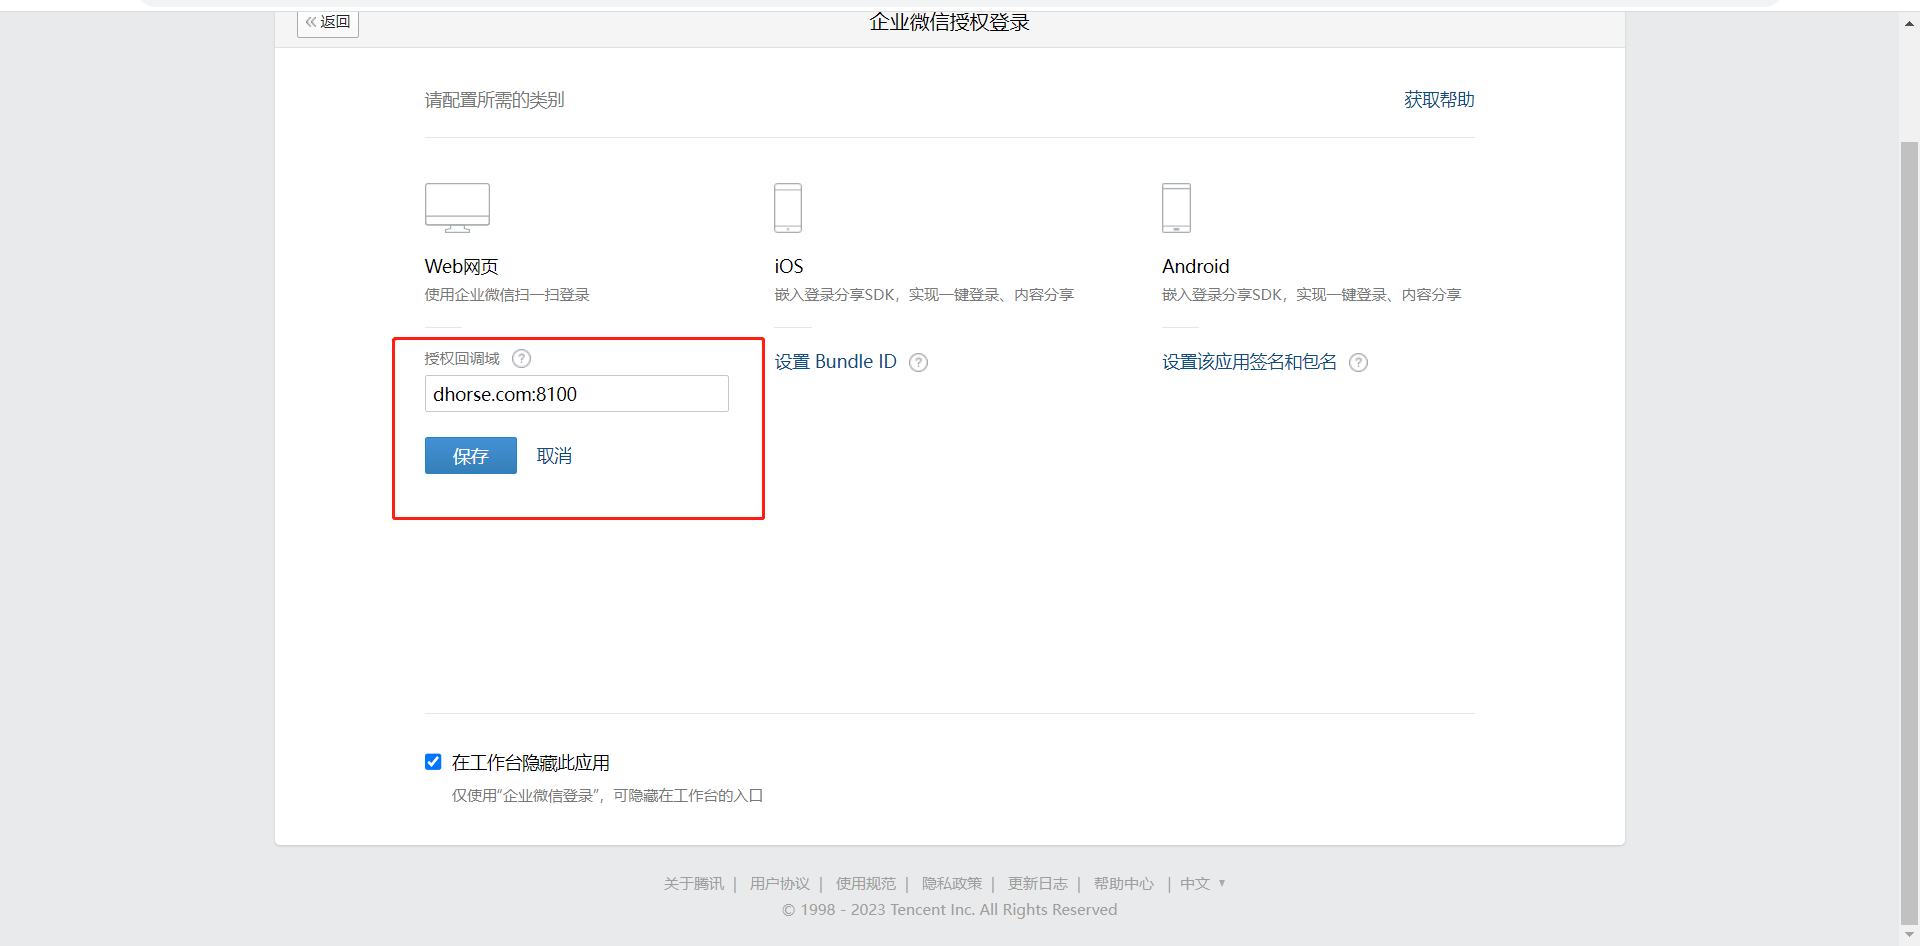 返回
企业微信授权登录
请配置所需的类别
获取帮助
Web网页
使用企业微信扫一扫登录
iOS
嵌入登录分享SDK，实现一键登录、内容分享
Android
嵌入登录分享SDK，实现一键登录、内容分享
授权回调域 ?
dhorse.com:8100
保存 取消
设置 Bundle ID ?
设置该应用签名和包名 ?
在工作台隐藏此应用
仅使用“企业微信登录”，可隐藏在工作台的入口
关于腾讯 | 用户协议 | 使用规范 | 隐私政策 | 更新日志 | 帮助中心 | 中文
© 1998 - 2023 Tencent Inc. All Rights Reserved